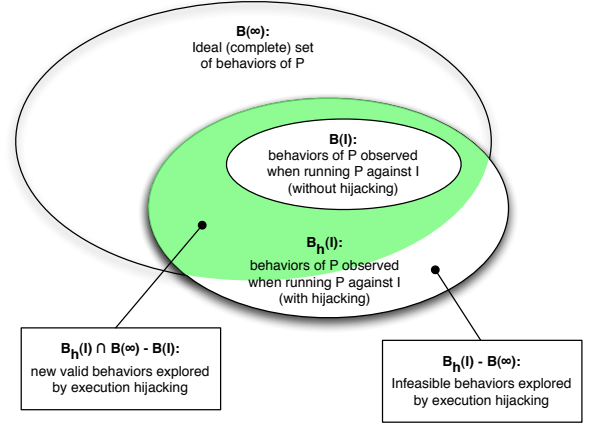 B(∞):
Ideal (complete) set
of behaviors of P
B(I):
behaviors of P observed
when running P against I
(without hijacking)
Bh(I):
behaviors of P observed
when running P against I
(with hijacking)
Bh(I) ∩ B(∞) - B(I):
new valid behaviors explored
by execution hijacking
Bh(I) - B(∞):
Infeasible behaviors explored
by execution hijacking